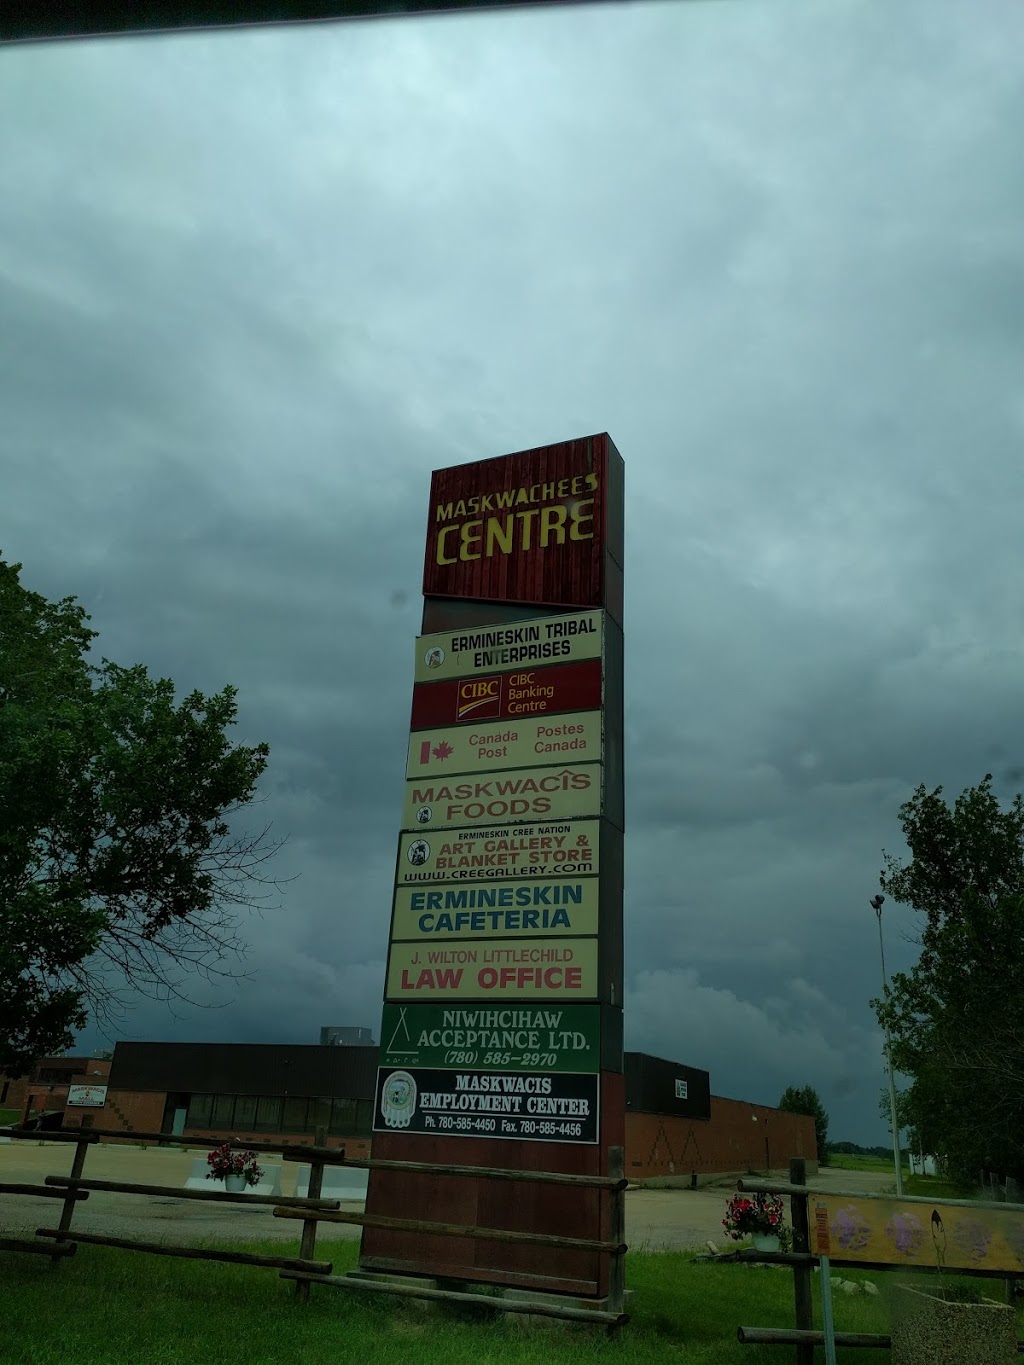 MASKWACHEES
CENTRE
ERMINESKIN TRIBAL
ENTERPRISES
CIBC
CIBC
Banking
Centre
Canada Post
Postes Canada
MASKWACÎS
FOODS
ERMINESKIN CREE NATION
ART GALLERY &
BLANKET STORE
WWW.CREEGALLERY.COM
ERMINESKIN
CAFETERIA
J. WILTON LITTLECHILD
LAW OFFICE
NIWIHCIHAW
ACCEPTANCE LTD.
(780) 585-2970
MASKWACIS
EMPLOYMENT CENTER
Ph. 780-585-4450 Fax. 780-585-4456
MASKWACIS
MALL